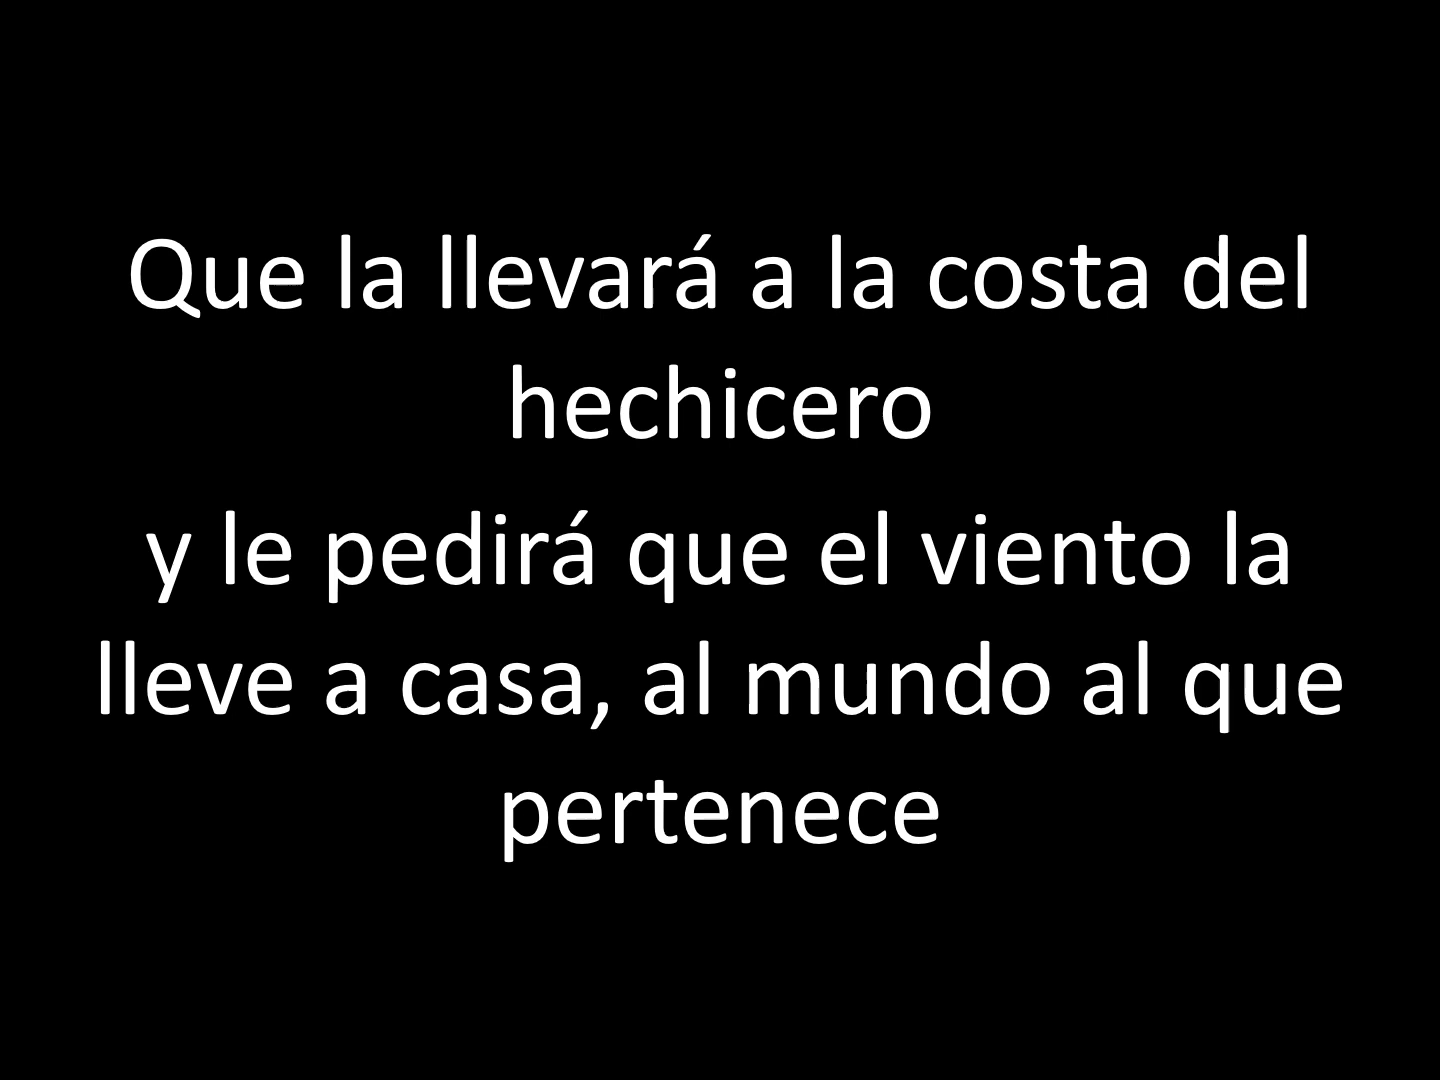 Que la llevará a la costa del
hechicero
y le pedirá que el viento la
lleve a casa, al mundo al que
pertenece